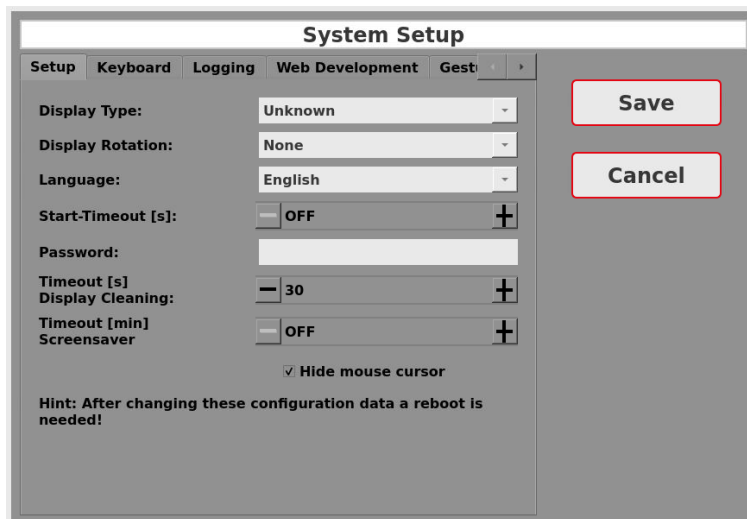 System Setup
Setup Keyboard Logging Web Development
Save
Cancel
Display Type: Unknown
Display Rotation: None
Language: English
Start-Timeout [s]: OFF
Password:
Timeout [s]
Display Cleaning: 30
Timeout [min]
Screensaver OFF
Hide mouse cursor
Hint: After changing these configuration data a reboot is
needed!